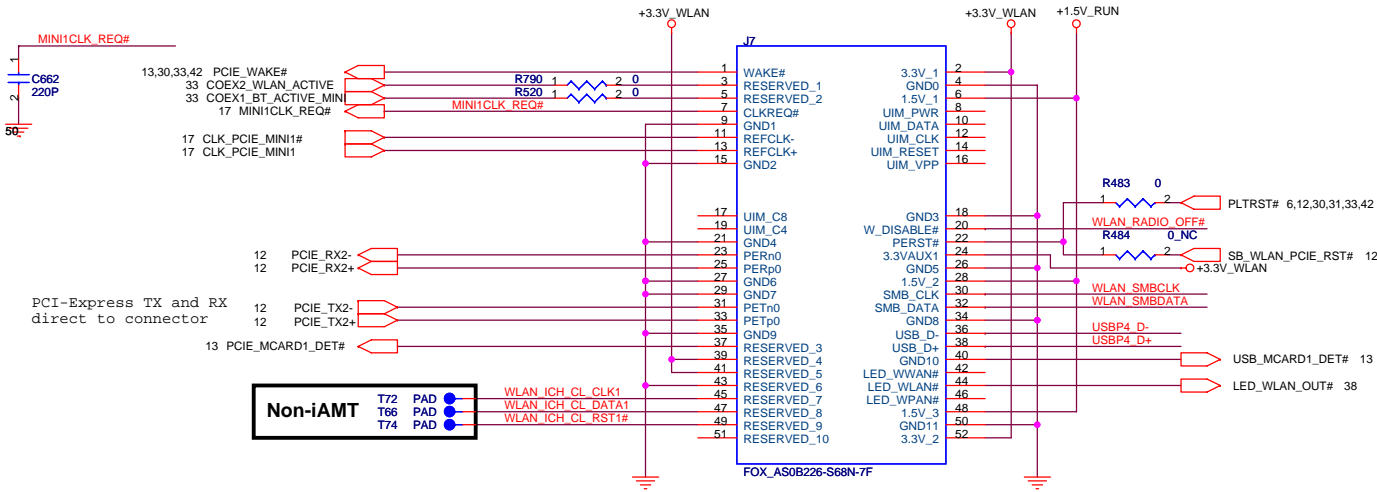 +3.3V_WLAN
+3.3V_WLAN
+1.5V_RUN
MINI1CLK_REQ#
1
C662
220P
2
50
J7
13,30,33,42 PCIE_WAKE#
33 COEX2_WLAN_ACTIVE
33 COEX1_BT_ACTIVE_MINI
17 MINI1CLK_REQ#
MINI1CLK_REQ#
R790
1 2 0
R520
1 2 0
17 CLK_PCIE_MINI1#
17 CLK_PCIE_MINI1
1 WAKE#
3 RESERVED_1
5 RESERVED_2
7 CLKREQ#
9 GND1
11 REFCLK-
13 REFCLK+
15 GND2
3.3V_1 2
GND0 4
1.5V_1 6
UIM_PWR 8
UIM_DATA 10
UIM_CLK 12
UIM_RESET 14
UIM_VPP 16
17 UIM_C8
19 UIM_C4
21 GND4
23 PERn0
25 PERp0
27 GND6
29 GND7
31 PETn0
33 PETp0
35 GND9
37 RESERVED_3
39 RESERVED_4
41 RESERVED_5
43 RESERVED_6
45 RESERVED_7
47 RESERVED_8
49 RESERVED_9
51 RESERVED_10
GND3 18
W_DISABLE# 20
PERST# 22
3.3VAUX1 24
GND5 26
1.5V_2 28
SMB_CLK 30
SMB_DATA 32
GND8 34
USB_D- 36
USB_D+ 38
GND10 40
LED_WWAN# 42
LED_WLAN# 44
LED_WPAN# 46
1.5V_3 48
GND11 50
3.3V_2 52
R483 0
1 2
PLTRST# 6,12,30,31,33,42
WLAN_RADIO_OFF#
R484 0_NC
1 2
SB_WLAN_PCIE_RST# 12
+3.3V_WLAN
12 PCIE_RX2-
12 PCIE_RX2+
PCI-Express TX and RX
direct to connector
12 PCIE_TX2-
12 PCIE_TX2+
13 PCIE_MCARD1_DET#
WLAN_SMBCLK
WLAN_SMBDATA
USBP4_D-
USBP4_D+
USB_MCARD1_DET# 13
LED_WLAN_OUT# 38
Non-iAMT
T72 PAD
T66 PAD
T74 PAD
WLAN_ICH_CL_CLK1
WLAN_ICH_CL_DATA1
WLAN_ICH_CL_RST1#
FOX_AS0B226-S68N-7F